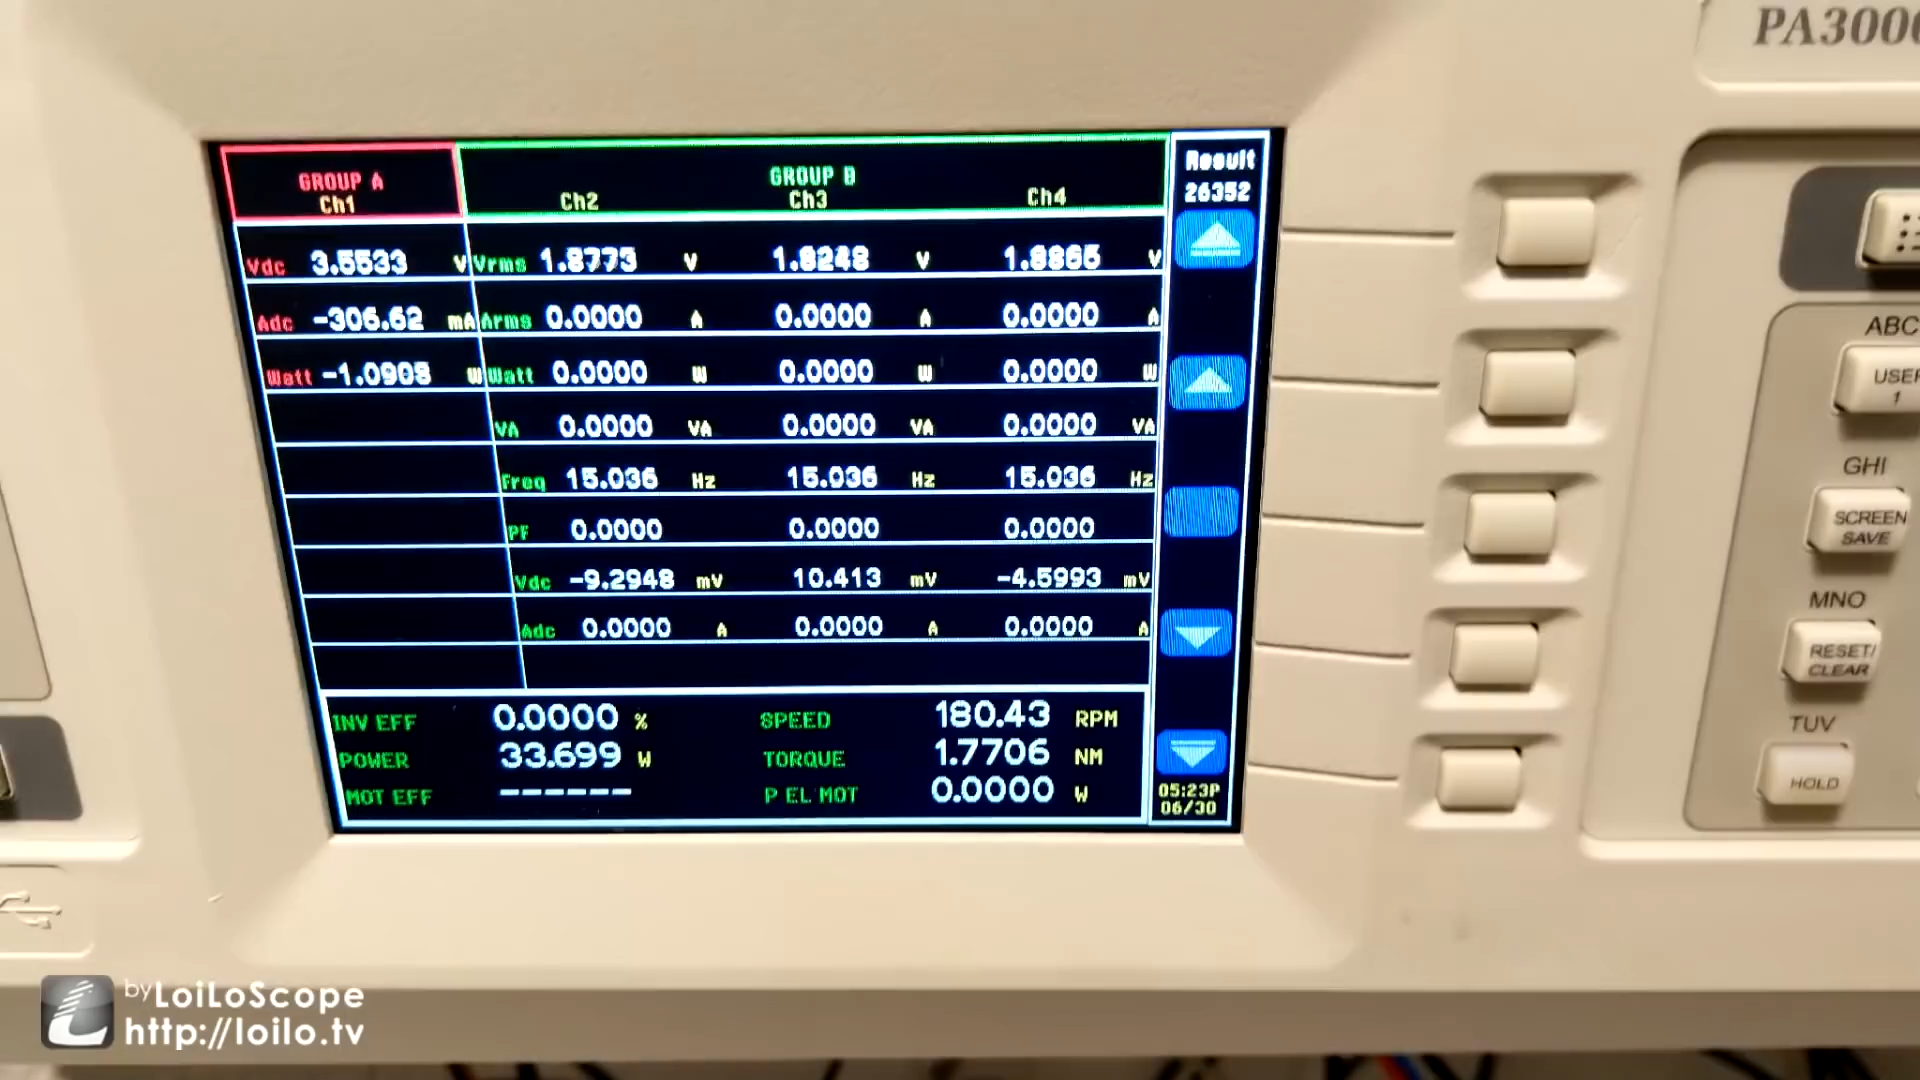 PA3000
GROUP A
Ch1
GROUP B
Ch2 Ch3 Ch4
Result
26352
Vdc 3.5533 V Vrms 1.8773 V 1.8248 V 1.8865 V
Adc -306.62 mA Arms 0.0000 A 0.0000 A 0.0000 A
Watt -1.0908 W Watt 0.0000 W 0.0000 W 0.0000 W
VA 0.0000 VA 0.0000 VA 0.0000 VA
Freq 15.036 Hz 15.036 Hz 15.036 Hz
PF 0.0000 0.0000 0.0000
Vdc -9.2948 mV 10.413 mV -4.5993 mV
Adc 0.0000 A 0.0000 A 0.0000 A
INV EFF 0.0000 % SPEED 180.43 RPM
POWER 33.699 W TORQUE 1.7706 NM
MOT EFF ------ P EL MOT 0.0000 W
05:23P
06/30
ABC
USER
1
GHI
SCREEN
SAVE
MNO
RESET/
CLEAR
TUV
HOLD
by LoiLoScope
http://loilo.tv